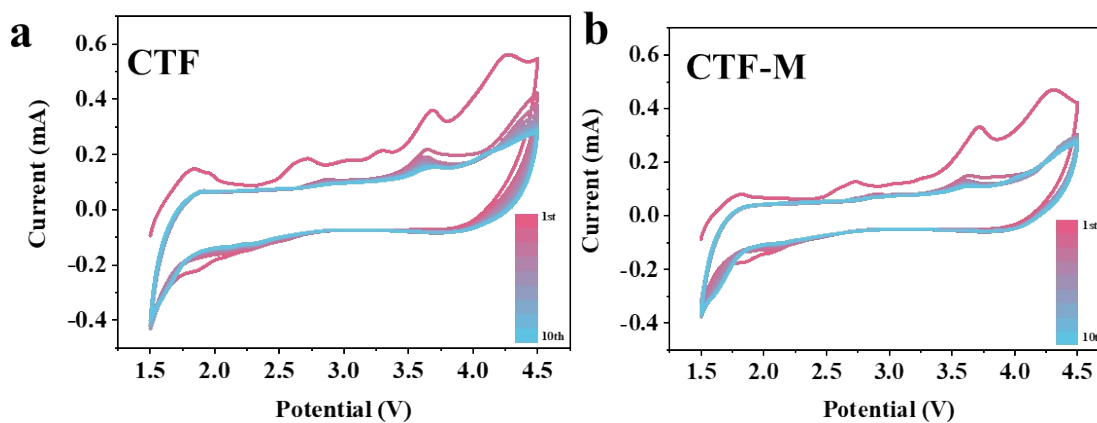 a
CTF
Current (mA)
0.6
0.4
0.2
0.0
-0.2
-0.4
1st
10th
1.5 2.0 2.5 3.0 3.5 4.0 4.5
Potential (V)
b
CTF-M
Current (mA)
0.6
0.4
0.2
0.0
-0.2
-0.4
1st
10t
1.5 2.0 2.5 3.0 3.5 4.0 4.5
Potential (V)